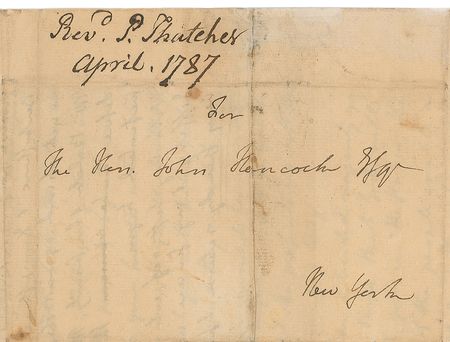 Revd. P. Thatcher
April. 1787
For
The Hon. John Hancock Esqr
New York